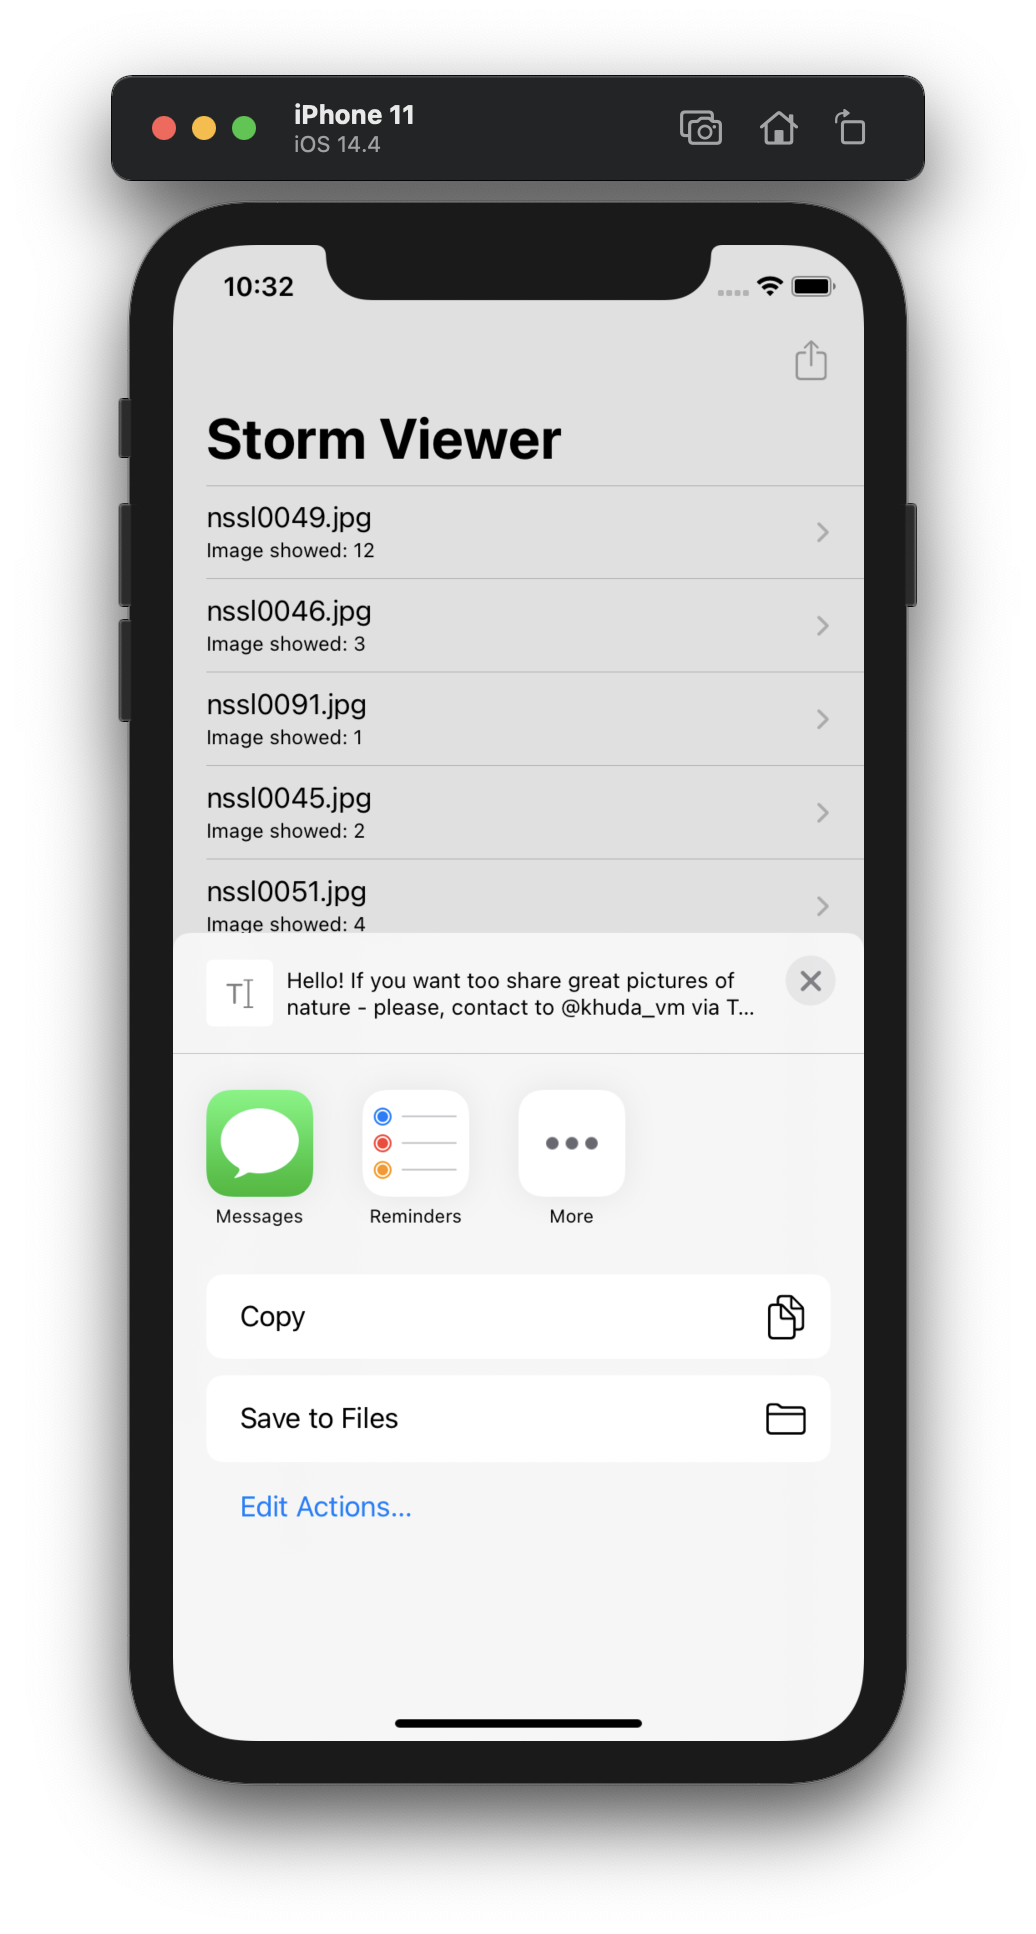 iPhone 11
iOS 14.4
10:32
Storm Viewer
nssl0049.jpg
Image showed: 12
nssl0046.jpg
Image showed: 3
nssl0091.jpg
Image showed: 1
nssl0045.jpg
Image showed: 2
nssl0051.jpg
Image showed: 4
Hello! If you want too share great pictures of
nature - please, contact to @khuda_vm via T...
Messages
Reminders
More
Copy
Save to Files
Edit Actions...